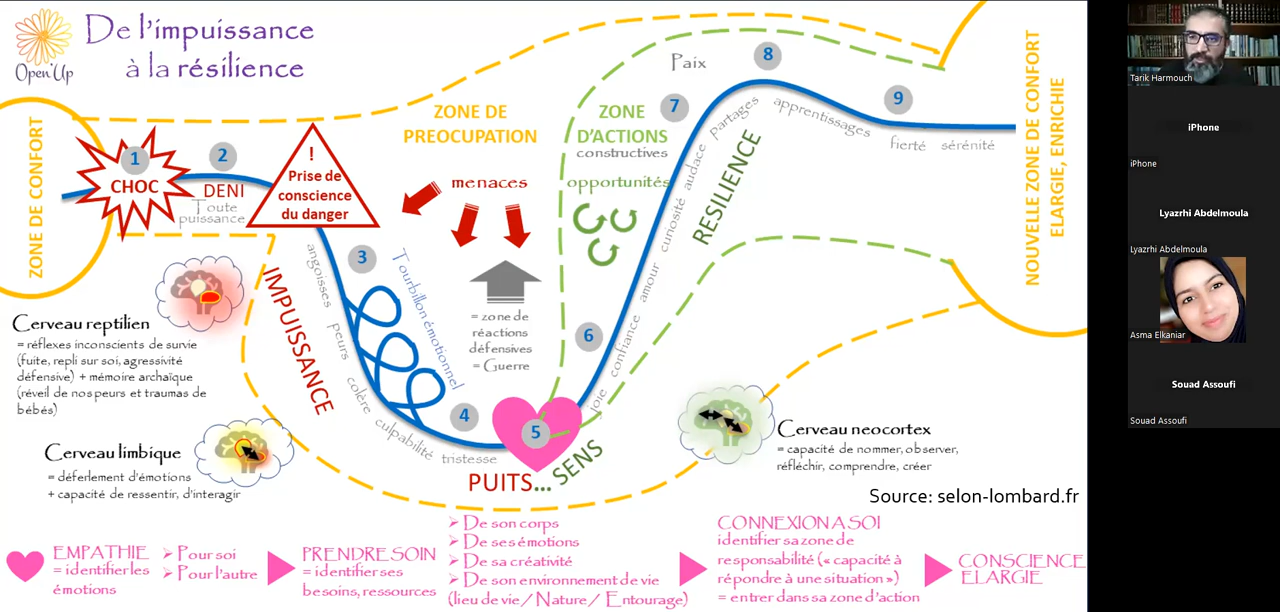 De l'impuissance
à la résilience
Open Up
ZONE DE CONFORT
1
CHOC
2
DENI
Toute
puissance
!
Prise de
conscience
du danger
ZONE DE
PREOCUPATION
menaces
= zone de
réactions
défensives
= Guerre
3
Tourbillon émotionnel
IMPUISSANCE
angoisses peurs colère culpabilité tristesse
4
5
PUITS... SENS
6
joie confiance amour curiosité audace partages apprentissages
fierté sérénité
RESILIENCE
ZONE
D'ACTIONS
constructives
opportunités
7
Paix
8
9
NOUVELLE ZONE DE CONFORT
ELARGIE, ENRICHIE
Cerveau reptilien
= réflexes inconscients de survie
(fuite, repli sur soi, agressivité
défensive) + mémoire archaïque
(réveil de nos peurs et traumas de
bébés)
Cerveau limbique
= déferlement d'émotions
+ capacité de ressentir, d'interagir
Cerveau neocortex
= capacité de nommer, observer,
réfléchir, comprendre, créer
Source: selon-lombard.fr
EMPATHIE
= identifier les
émotions
➢ Pour soi
➢ Pour l'autre
PRENDRE SOIN
= identifier ses
besoins, ressources
➢ De son corps
➢ De ses émotions
➢ De sa créativité
➢ De son environnement de vie
(lieu de vie / Nature / Entourage)
CONNEXION A SOI
identifier sa zone de
responsabilité (« capacité à
répondre à une situation »)
= entrer dans sa zone d'action
CONSCIENCE
ELARGIE
Tarik Harmouch
iPhone
iPhone
Lyazrhi Abdelmoula
Lyazrhi Abdelmoula
Asma Elkaniar
Souad Assoufi
Souad Assoufi